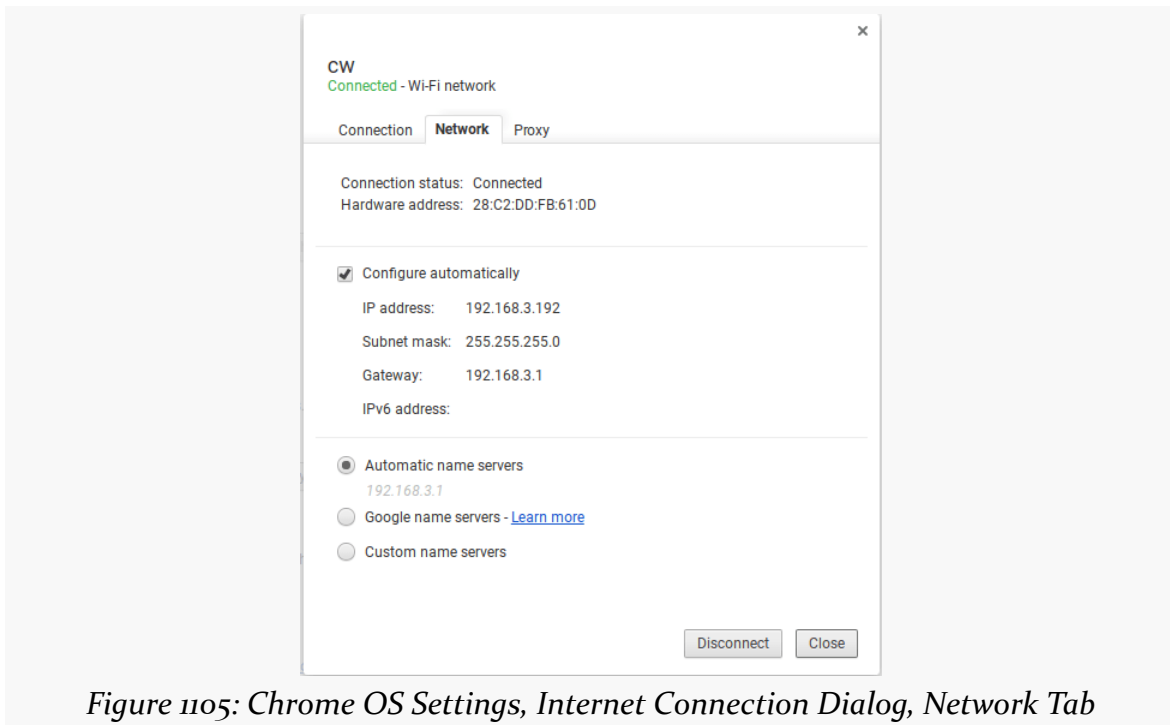 ×
CW
Connected - Wi-Fi network
Connection Network Proxy
Connection status: Connected
Hardware address: 28:C2:DD:FB:61:0D
Configure automatically
IP address: 192.168.3.192
Subnet mask: 255.255.255.0
Gateway: 192.168.3.1
IPv6 address:
Automatic name servers
192.168.3.1
Google name servers - Learn more
Custom name servers
Disconnect Close
Figure 1105: Chrome OS Settings, Internet Connection Dialog, Network Tab